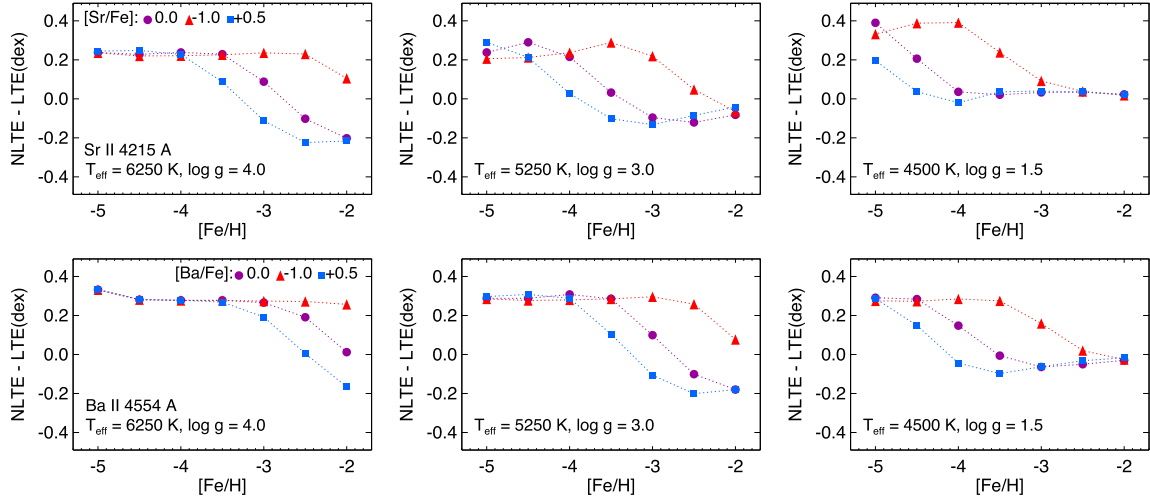 [Sr/Fe]: 0.0 -1.0 +0.5
NLTE - LTE(dex)
0.4
0.2
0.0
-0.2
-0.4
Sr II 4215 A
Teff = 6250 K, log g = 4.0
-5 -4 -3 -2
[Fe/H]
NLTE - LTE(dex)
0.4
0.2
0.0
-0.2
-0.4
Teff = 5250 K, log g = 3.0
-5 -4 -3 -2
[Fe/H]
NLTE - LTE(dex)
0.4
0.2
0.0
-0.2
-0.4
Teff = 4500 K, log g = 1.5
-5 -4 -3 -2
[Fe/H]
[Ba/Fe]: 0.0 -1.0 +0.5
NLTE - LTE(dex)
0.4
0.2
0.0
-0.2
-0.4
Ba II 4554 A
Teff = 6250 K, log g = 4.0
-5 -4 -3 -2
[Fe/H]
NLTE - LTE(dex)
0.4
0.2
0.0
-0.2
-0.4
Teff = 5250 K, log g = 3.0
-5 -4 -3 -2
[Fe/H]
NLTE - LTE(dex)
0.4
0.2
0.0
-0.2
-0.4
Teff = 4500 K, log g = 1.5
-5 -4 -3 -2
[Fe/H]